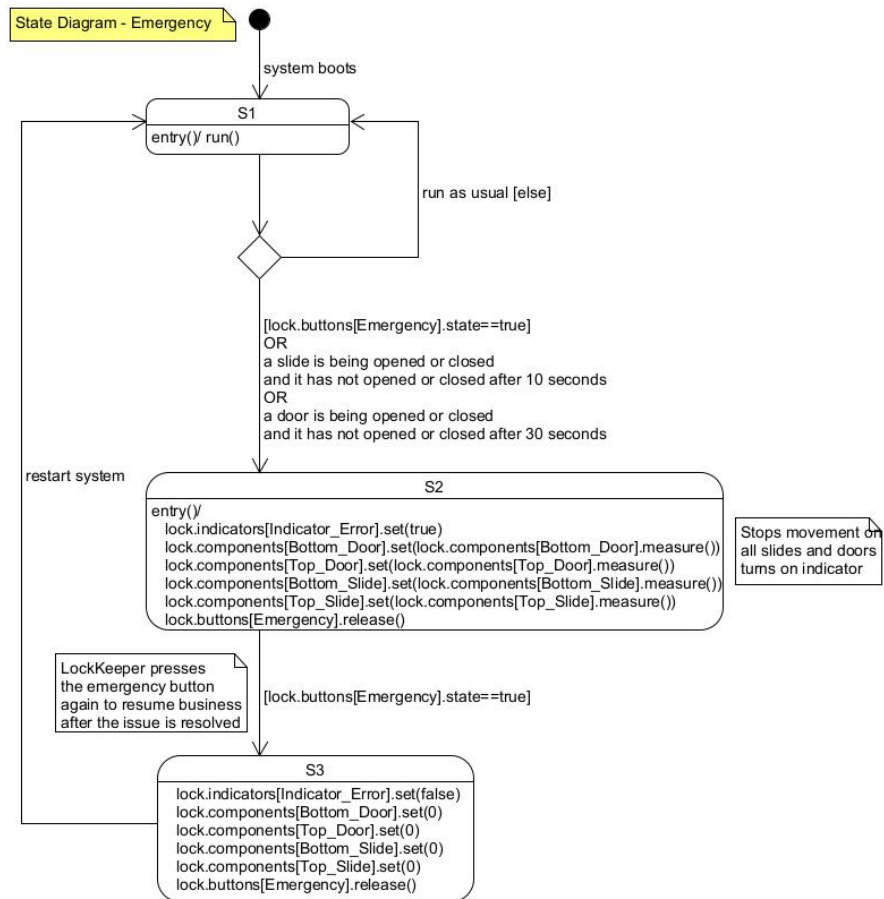 State Diagram - Emergency
system boots
S1
entry()/ run()
run as usual [else]
[lock.buttons[Emergency].state==true]
OR
a slide is being opened or closed
and it has not opened or closed after 10 seconds
OR
a door is being opened or closed
and it has not opened or closed after 30 seconds
restart system
S2
entry()/
lock.indicators[Indicator_Error].set(true)
lock.components[Bottom_Door].set(lock.components[Bottom_Door].measure())
lock.components[Top_Door].set(lock.components[Top_Door].measure())
lock.components[Bottom_Slide].set(lock.components[Bottom_Slide].measure())
lock.components[Top_Slide].set(lock.components[Top_Slide].measure())
lock.buttons[Emergency].release()
Stops movement on
all slides and doors
turns on indicator
LockKeeper presses
the emergency button
again to resume business
after the issue is resolved
[lock.buttons[Emergency].state==true]
S3
lock.indicators[Indicator_Error].set(false)
lock.components[Bottom_Door].set(0)
lock.components[Top_Door].set(0)
lock.components[Bottom_Slide].set(0)
lock.components[Top_Slide].set(0)
lock.buttons[Emergency].release()